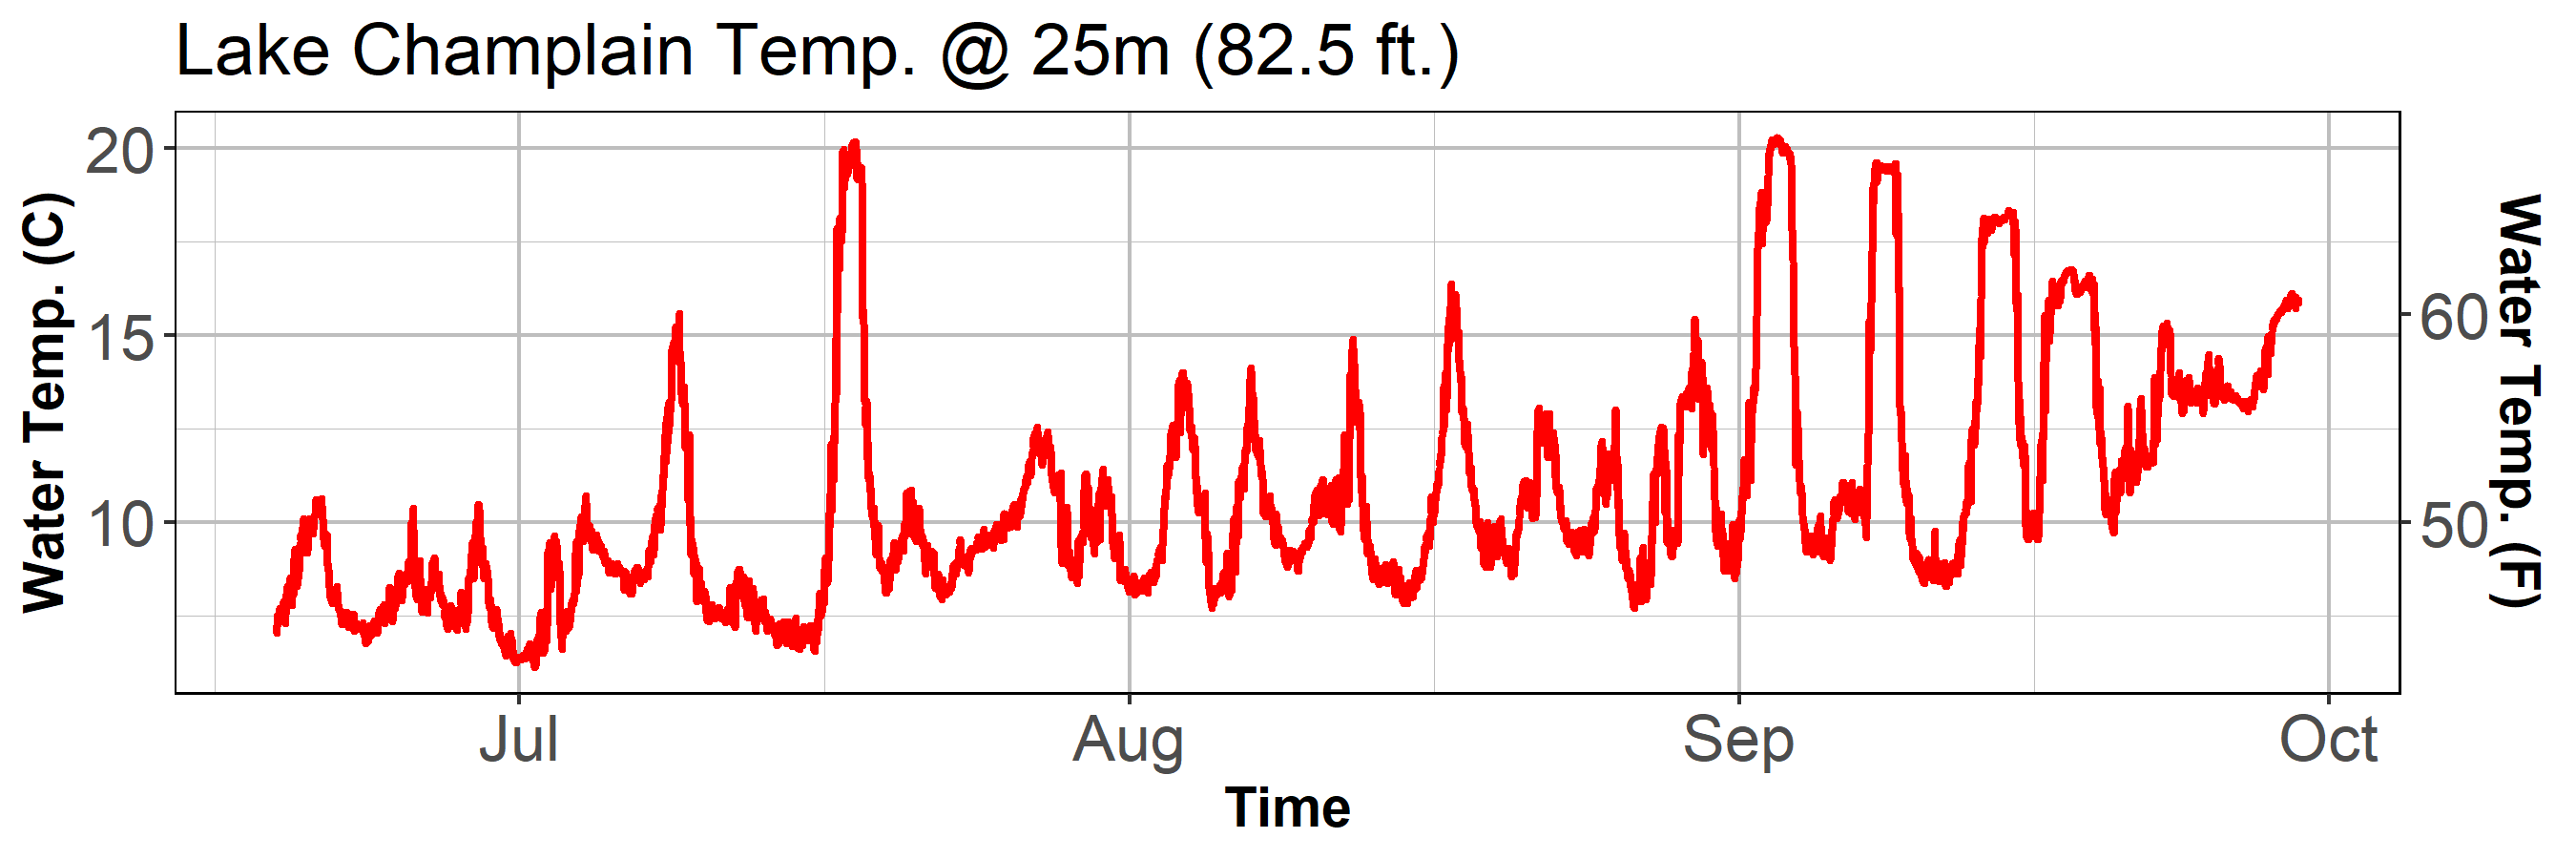 Lake Champlain Temp. @ 25m (82.5 ft.)
Water Temp. (C)
20
15
10
60
50
Water Temp. (F)
Jul Aug Sep Oct
Time